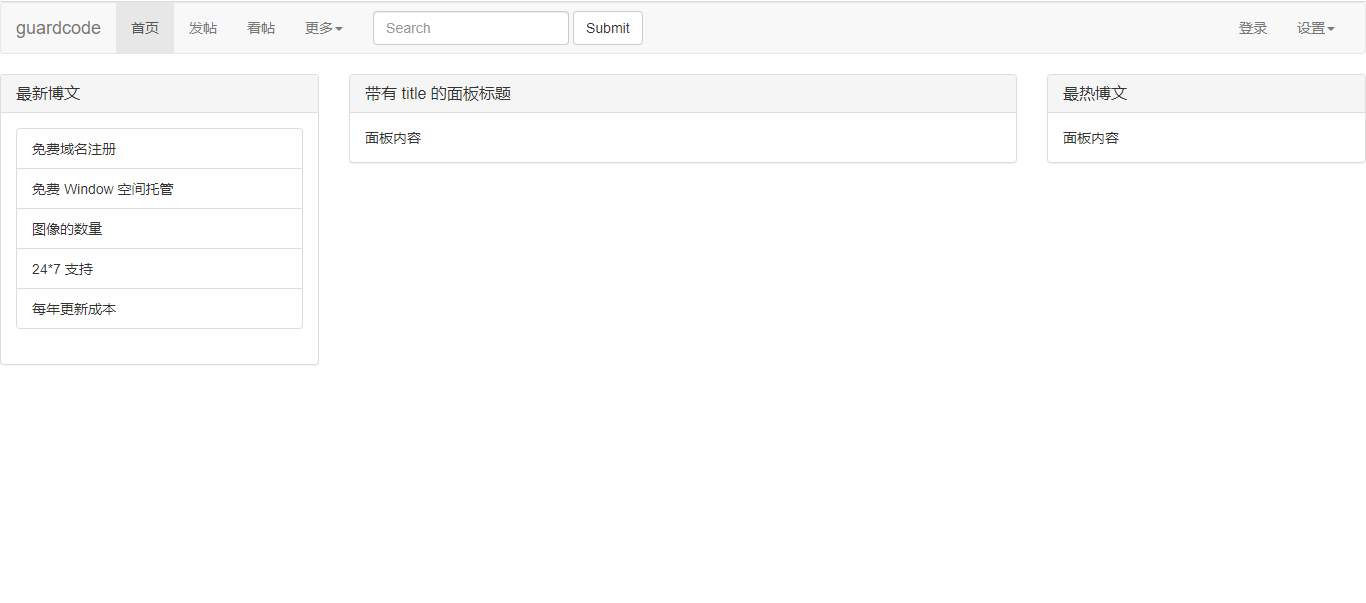 guardcode 首页 发帖 看帖 更多 Search Submit 登录 设置
最新博文
免费域名注册
免费 Window 空间托管
图像的数量
24*7 支持
每年更新成本
带有 title 的面板标题
面板内容
最热博文
面板内容